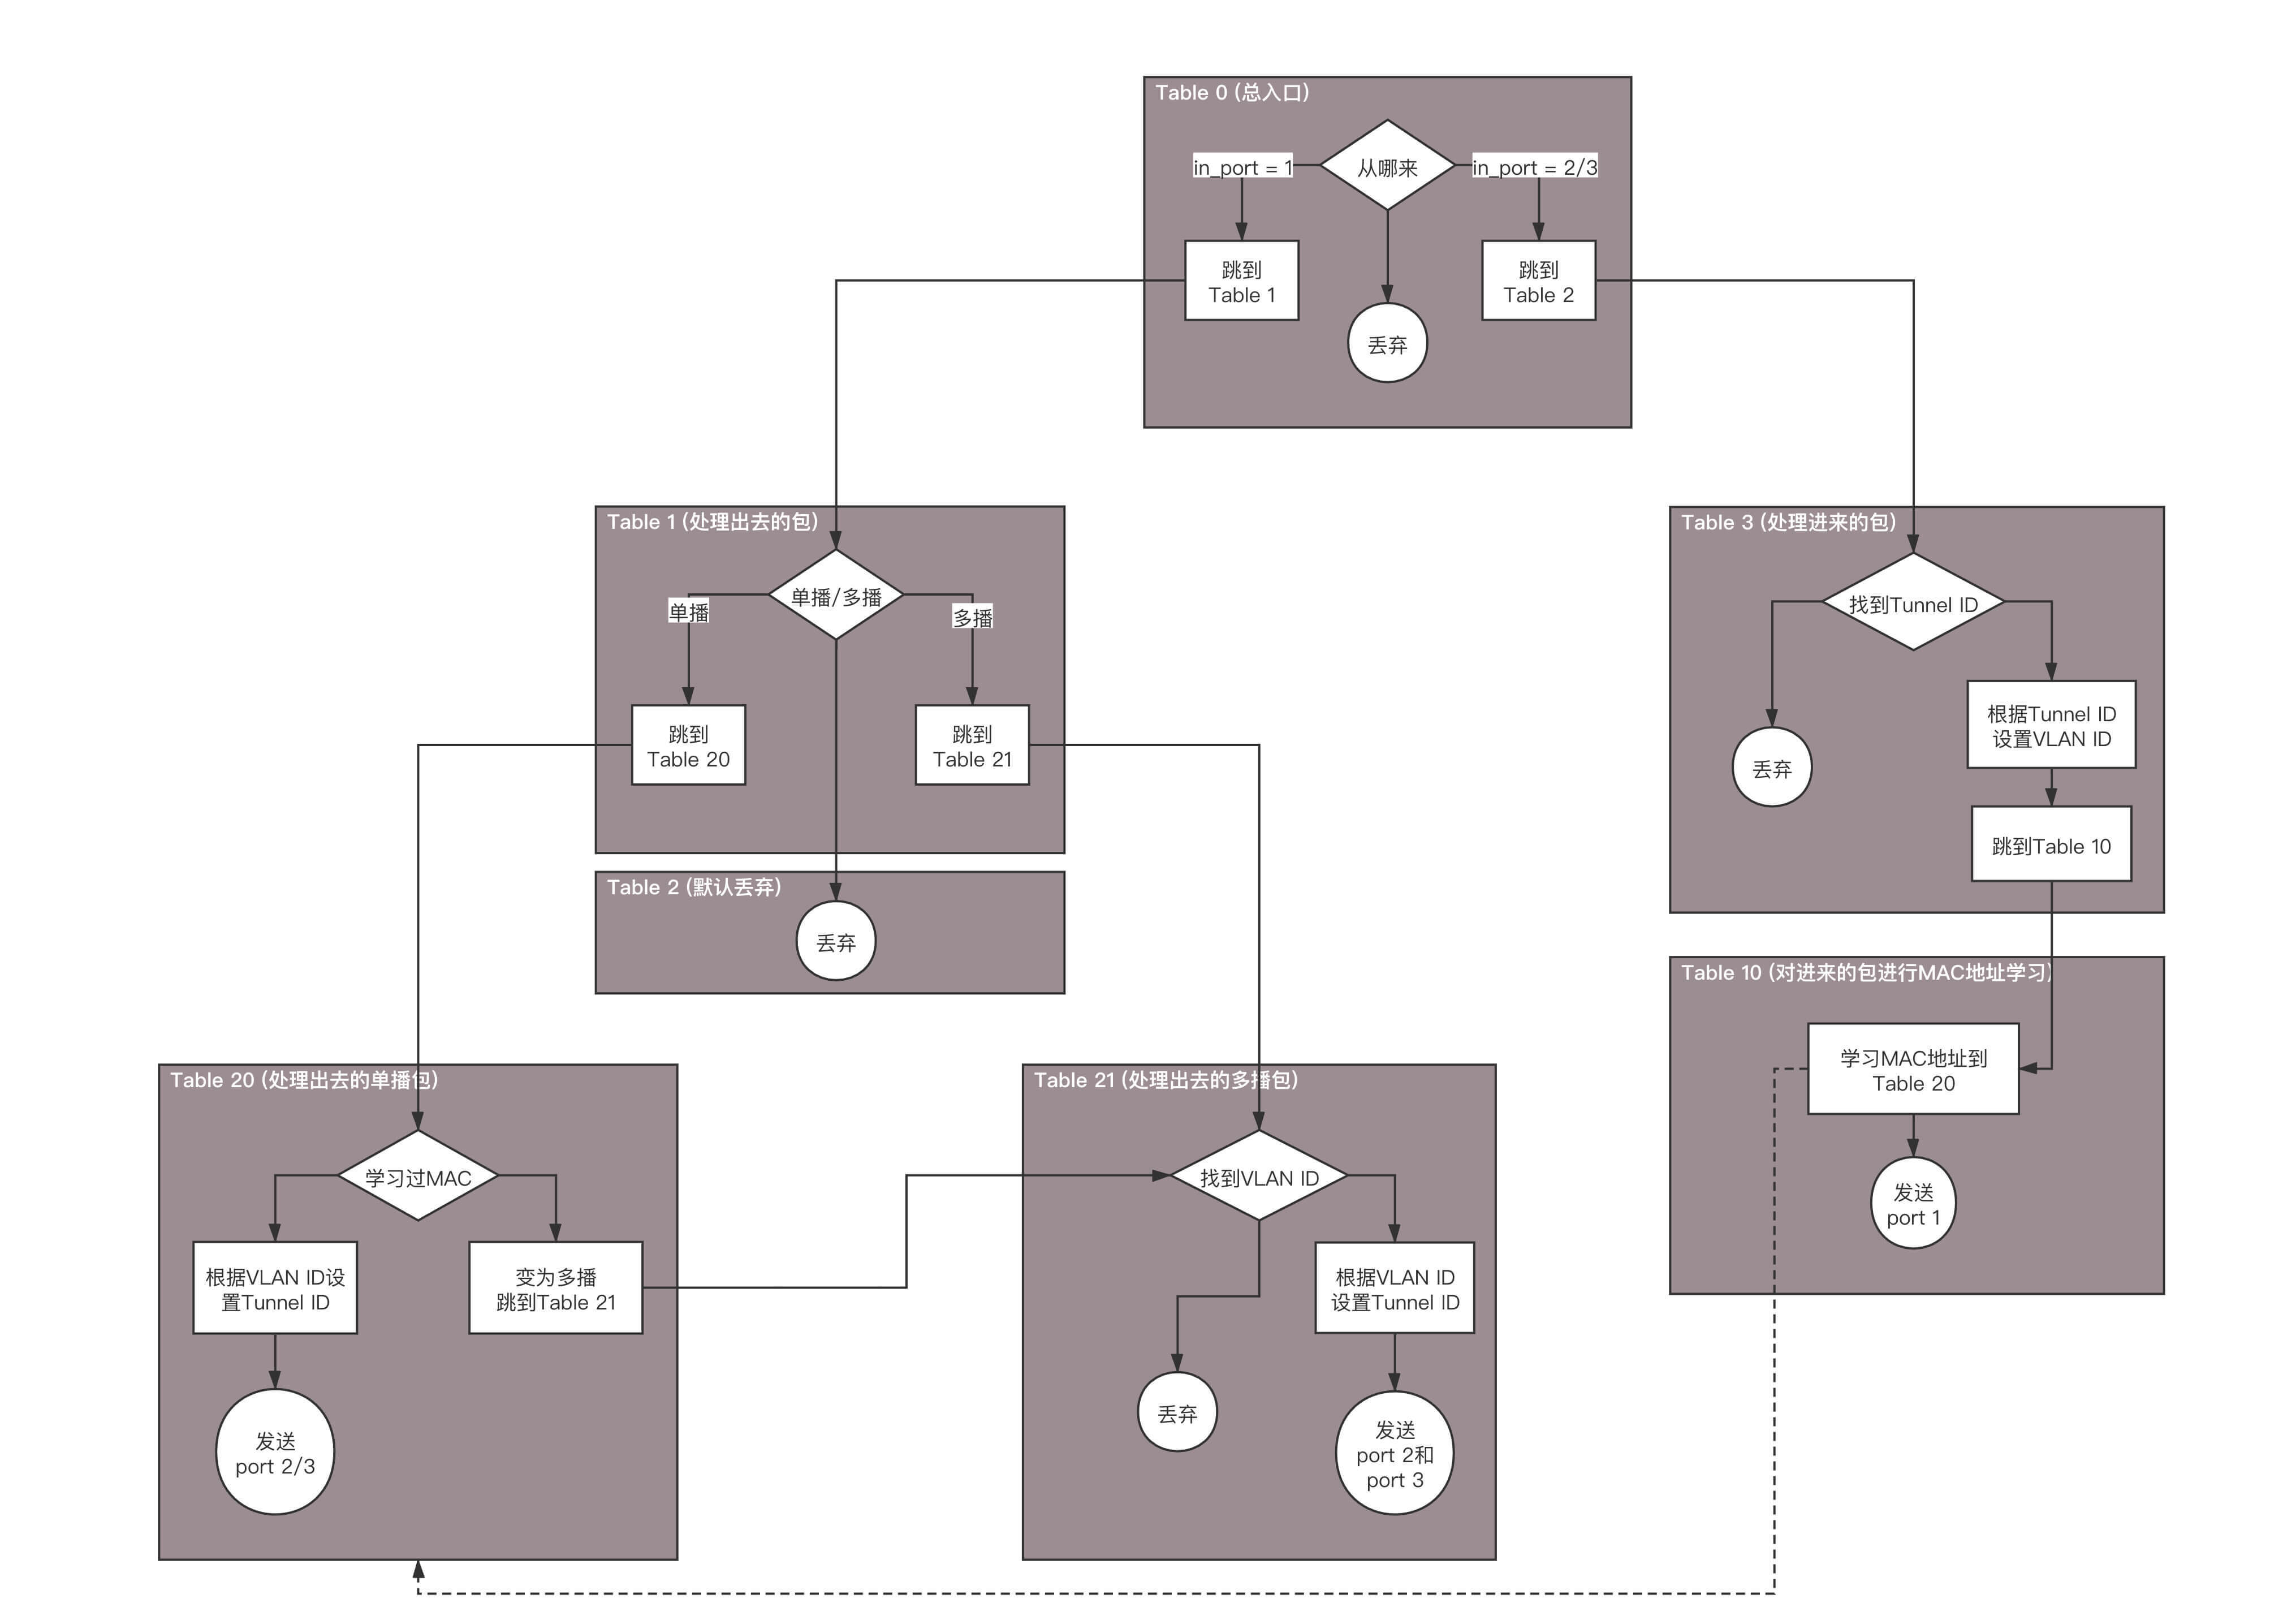 Table 0 (总入口)
从哪来
in_port = 1
in_port = 2/3
跳到
Table 1
跳到
Table 2
丢弃
Table 1 (处理出去的包)
单播/多播
单播
多播
跳到
Table 20
跳到
Table 21
Table 2 (默认丢弃)
丢弃
Table 3 (处理进来的包)
找到Tunnel ID
根据Tunnel ID
设置VLAN ID
丢弃
跳到Table 10
Table 10 (对进来的包进行MAC地址学习)
学习MAC地址到
Table 20
发送
port 1
Table 20 (处理出去的单播包)
学习过MAC
根据VLAN ID设
置Tunnel ID
变为多播
跳到Table 21
发送
port 2/3
Table 21 (处理出去的多播包)
找到VLAN ID
根据VLAN ID
设置Tunnel ID
丢弃
发送
port 2和
port 3